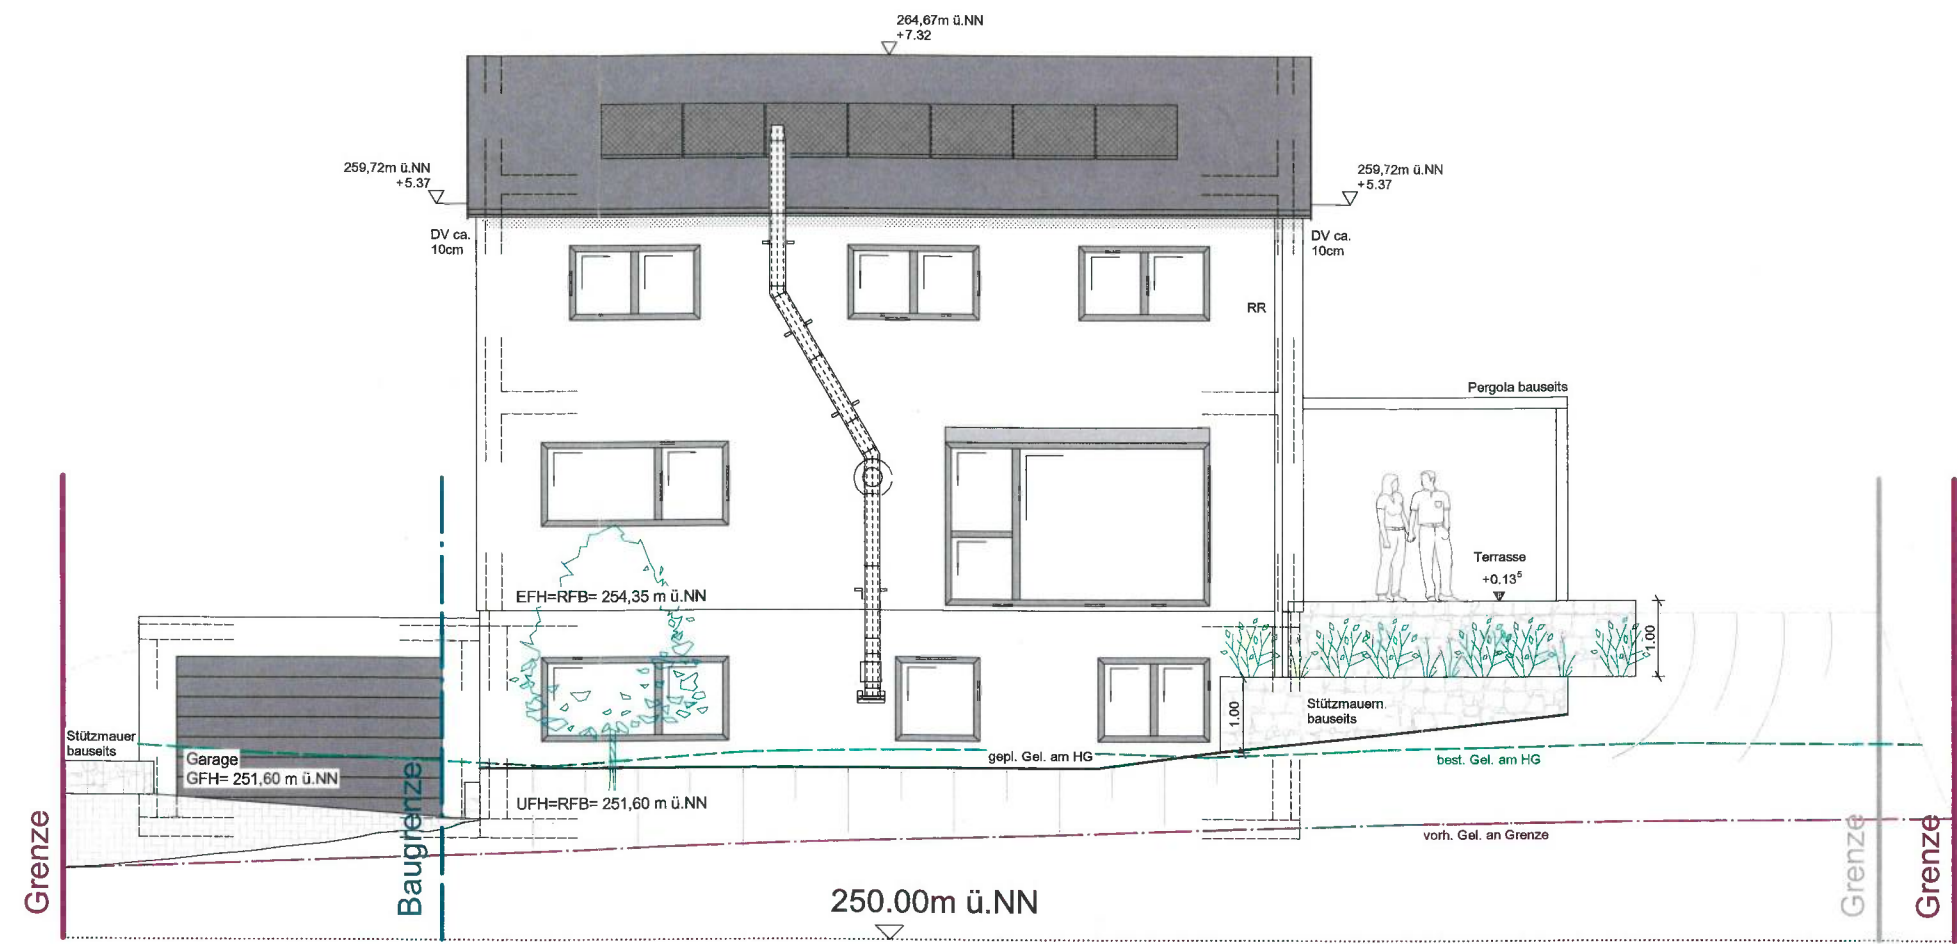 264,67m ü.NN
+7.32
259,72m ü.NN
+5.37
259,72m ü.NN
+5.37
DV ca.
10cm
DV ca.
10cm
RR
Pergola bauseits
Terrasse
+0.13⁵
EFH=RFB= 254,35 m ü.NN
1.00
1.00
Stützmauern
bauseits
Stützmauer
bauseits
Garage
GFH= 251,60 m ü.NN
gepl. Gel. am HG
best. Gel. am HG
UFH=RFB= 251,60 m ü.NN
vorh. Gel. an Grenze
Grenze
Baugrenze
Grenze
Grenze
250.00m ü.NN